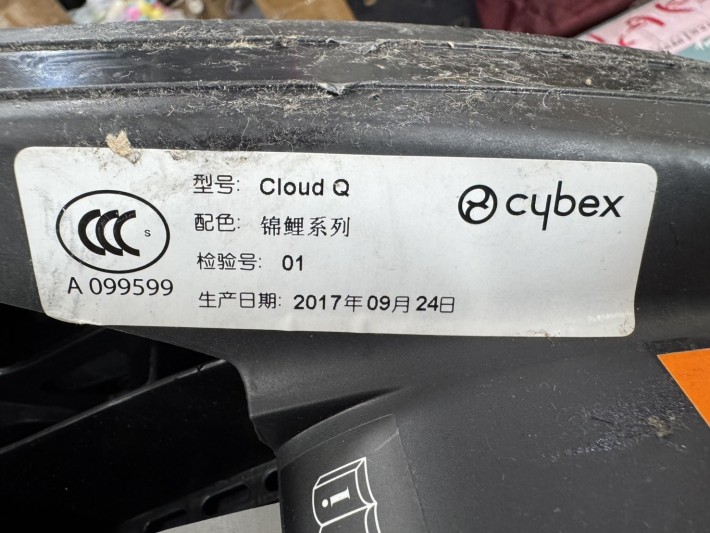 型号: Cloud Q
配色: 锦鲤系列
检验号: 01
生产日期: 2017年09月24日
CCC S
A 099599
cybex
i